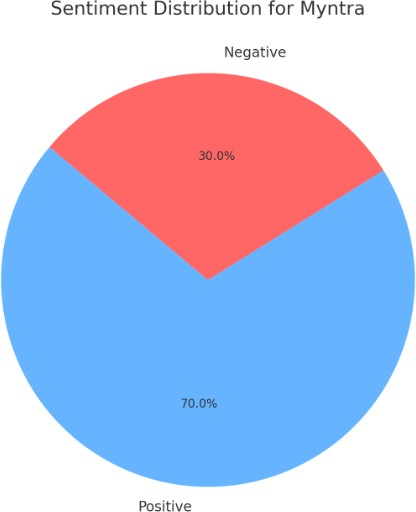 Sentiment Distribution for Myntra
Negative
30.0%
70.0%
Positive